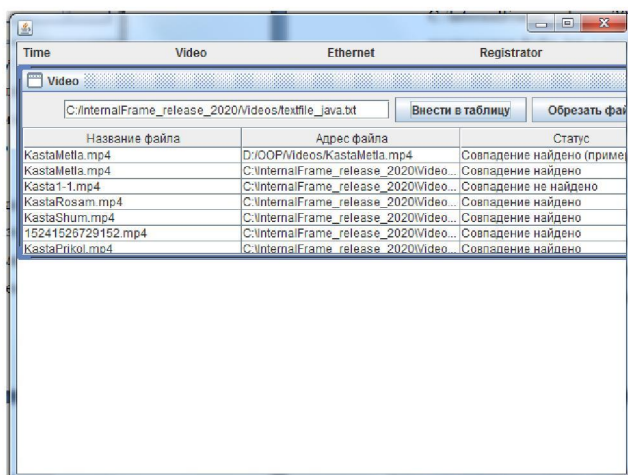 Time Video Ethernet Registrator
Video
C:/InternalFrame_release_2020/Videos/textfile_java.txt Внести в таблицу Обрезать фай
Название файла Адрес файла Статус
KastaMetla.mp4 D:/OOP/Videos/KastaMetla.mp4 Совпадение найдено (пример
KastaMetla.mp4 C:\InternalFrame_release_2020\Video... Совпадение найдено
Kasta1-1.mp4 C:\InternalFrame_release_2020\Video... Совпадение не найдено
KastaRosam.mp4 C:\InternalFrame_release_2020\Video... Совпадение найдено
KastaShum.mp4 C:\InternalFrame_release_2020\Video... Совпадение найдено
15241526729152.mp4 C:\InternalFrame_release_2020\Video... Совпадение найдено
KastaPrikol.mp4 C:\InternalFrame_release_2020\Video... Совпадение найдено